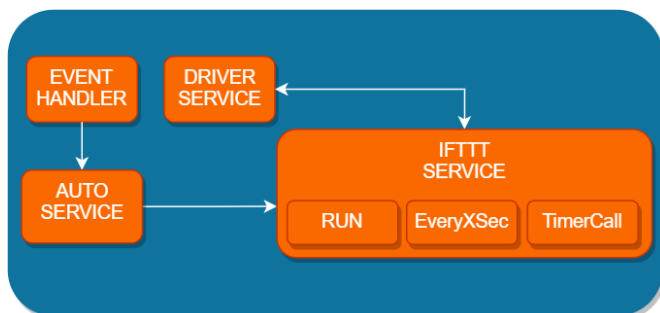 EVENT
HANDLER
DRIVER
SERVICE
IFTTT
SERVICE
AUTO
SERVICE
RUN
EveryXSec
TimerCall